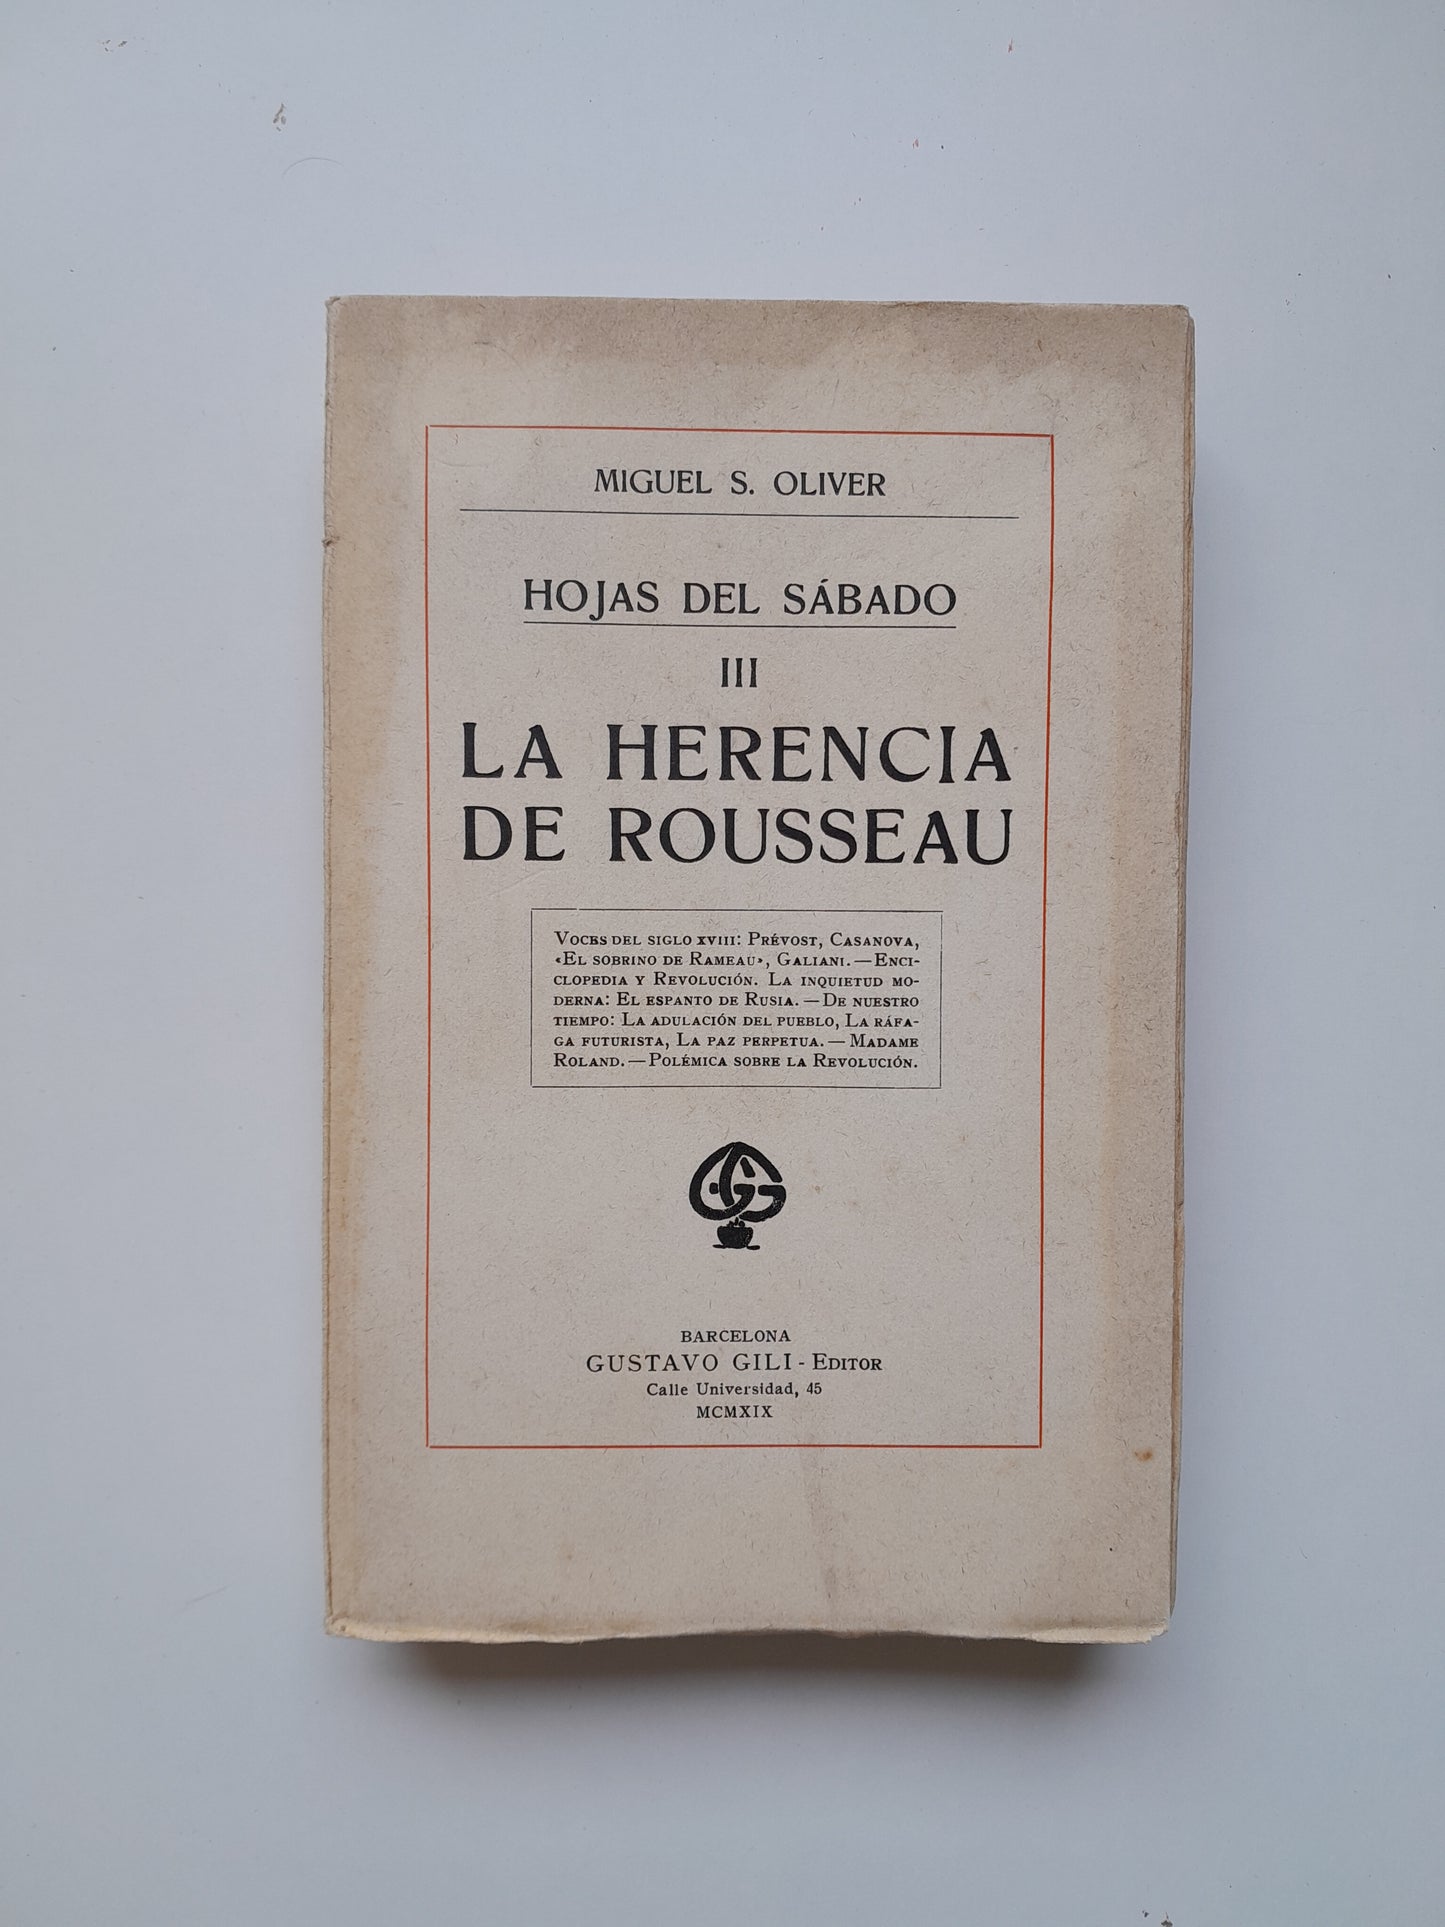 MIGUEL S. OLIVER
HOJAS DEL SÁBADO
III
LA HERENCIA
DE ROUSSEAU
VOCES DEL SIGLO XVIII: PRÉVOST, CASANOVA,
«EL SOBRINO DE RAMEAU», GALIANI.—ENCI-
CLOPEDIA Y REVOLUCIÓN. LA INQUIETUD MO-
DERNA: EL ESPANTO DE RUSIA.—DE NUESTRO
TIEMPO: LA ADULACIÓN DEL PUEBLO, LA RÁFA-
GA FUTURISTA, LA PAZ PERPETUA.—MADAME
ROLAND.—POLÉMICA SOBRE LA REVOLUCIÓN.
GG
BARCELONA
GUSTAVO GILI - EDITOR
Calle Universidad, 45
MCMXIX